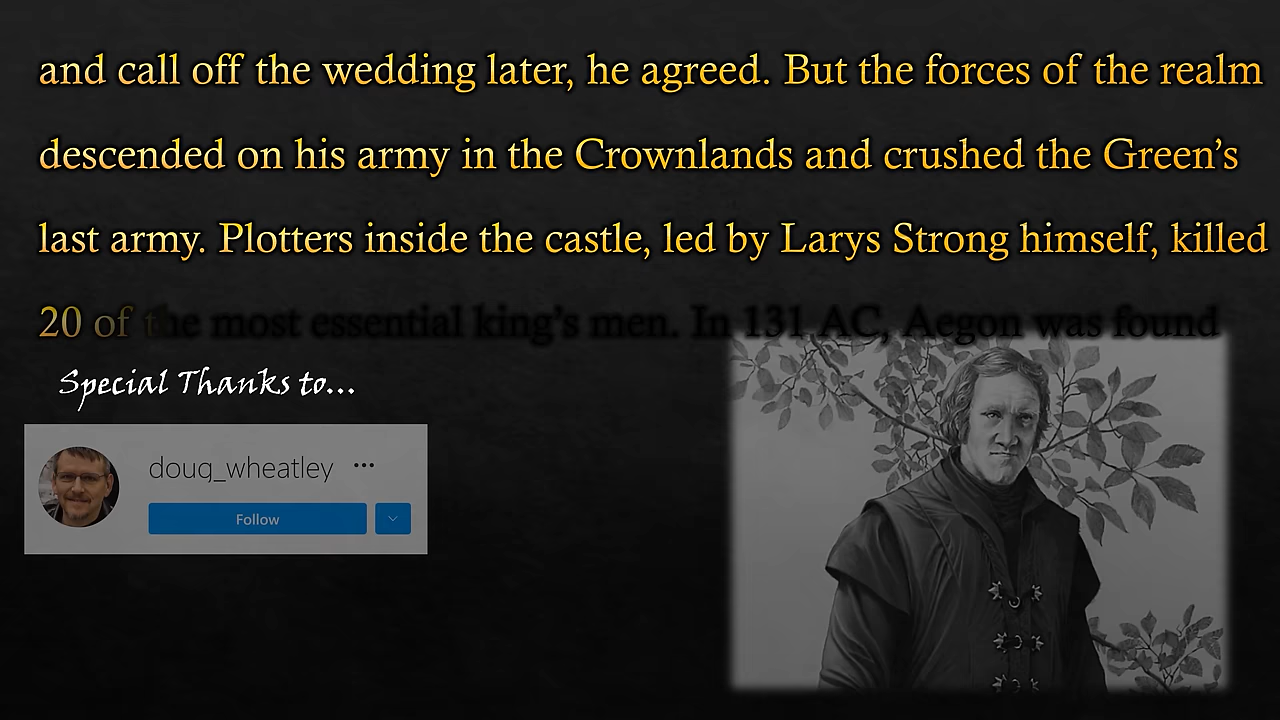 and call off the wedding later, he agreed. But the forces of the realm
descended on his army in the Crownlands and crushed the Green's
last army. Plotters inside the castle, led by Larys Strong himself, killed
20 of the most essential king's men. In 131 AC, Aegon was found
Special Thanks to...
doug_wheatley ...
Follow